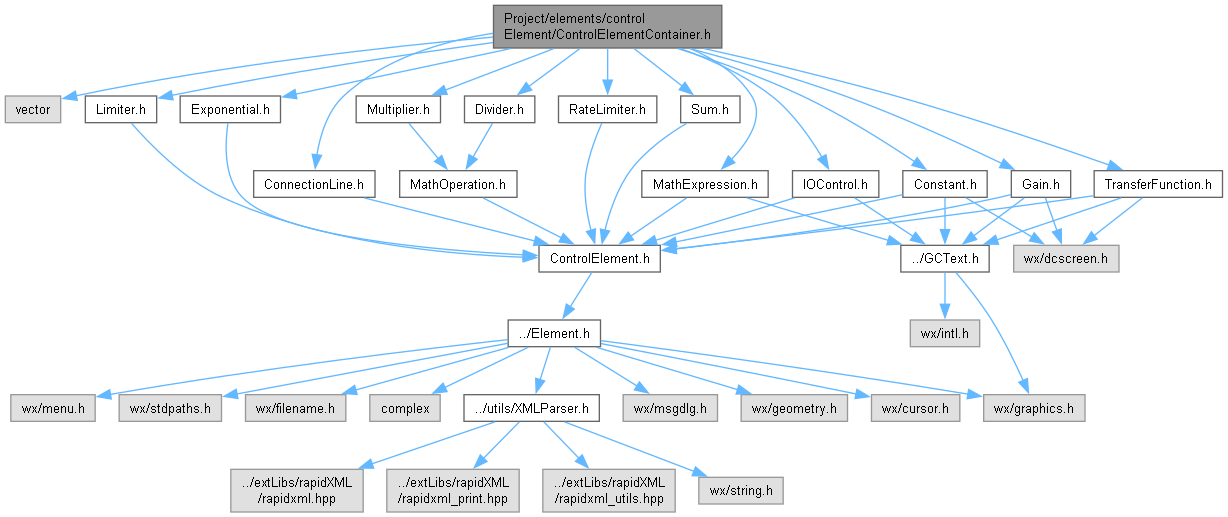 Project/elements/control
Element/ControlElementContainer.h
vector
Limiter.h
Exponential.h
Multiplier.h
Divider.h
RateLimiter.h
Sum.h
ConnectionLine.h
MathOperation.h
MathExpression.h
IOControl.h
Constant.h
Gain.h
TransferFunction.h
ControlElement.h
../GCText.h
wx/dcscreen.h
../Element.h
wx/intl.h
wx/menu.h
wx/stdpaths.h
wx/filename.h
complex
../utils/XMLParser.h
wx/msgdlg.h
wx/geometry.h
wx/cursor.h
wx/graphics.h
../extLibs/rapidXML
/rapidxml.hpp
../extLibs/rapidXML
/rapidxml_print.hpp
../extLibs/rapidXML
/rapidxml_utils.hpp
wx/string.h